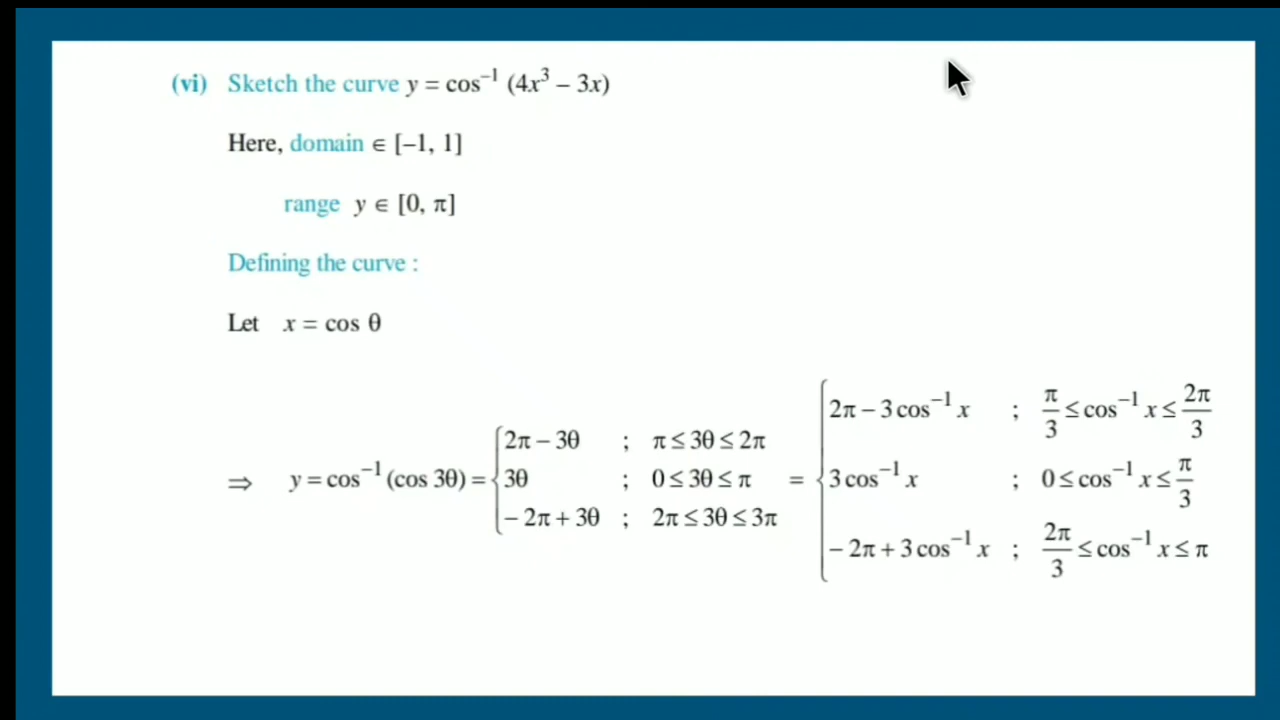 (vi) Sketch the curve y = cos⁻¹ (4x³ – 3x)
Here, domain ∈ [–1, 1]
range y ∈ [0, π]
Defining the curve :
Let x = cos θ
⇒ y = cos⁻¹ (cos 3θ) = { 2π – 3θ ; π ≤ 3θ ≤ 2π
3θ ; 0 ≤ 3θ ≤ π
– 2π + 3θ ; 2π ≤ 3θ ≤ 3π
= { 2π – 3 cos⁻¹ x ; π/3 ≤ cos⁻¹ x ≤ 2π/3
3 cos⁻¹ x ; 0 ≤ cos⁻¹ x ≤ π/3
– 2π + 3 cos⁻¹ x ; 2π/3 ≤ cos⁻¹ x ≤ π